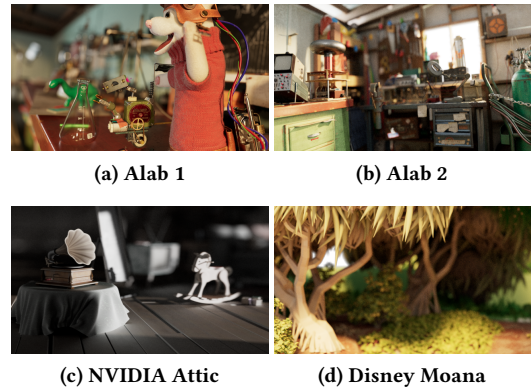 (a) Alab 1
(b) Alab 2
(c) NVIDIA Attic
(d) Disney Moana